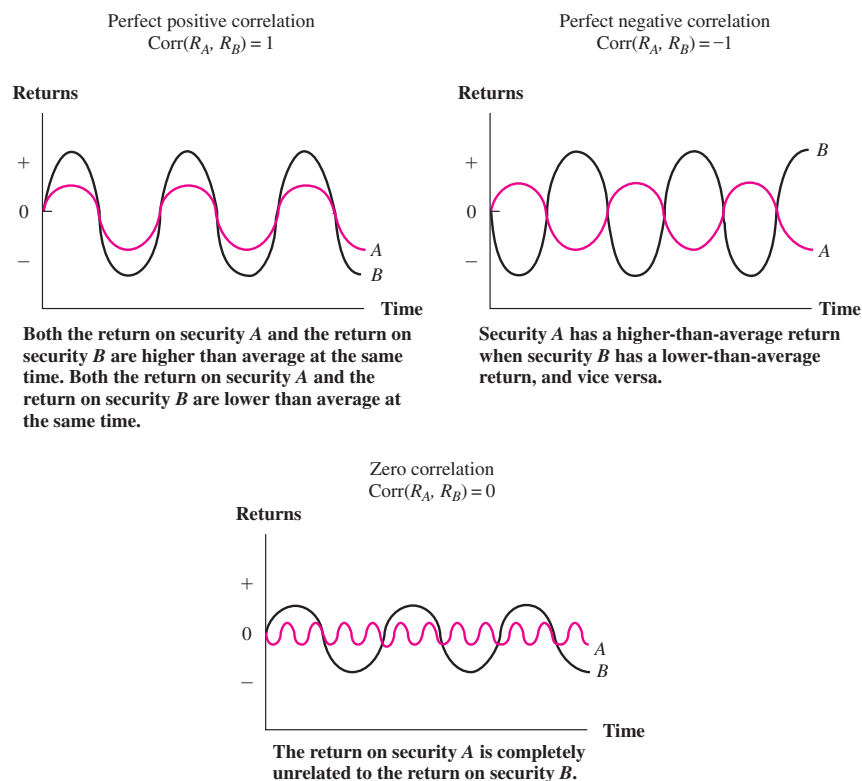 Perfect positive correlation
Corr(R_A, R_B) = 1
Returns
+
0
−
A
B
Time
Both the return on security A and the return on
security B are higher than average at the same
time. Both the return on security A and the
return on security B are lower than average at
the same time.
Perfect negative correlation
Corr(R_A, R_B) = −1
Returns
+
0
−
B
A
Time
Security A has a higher-than-average return
when security B has a lower-than-average
return, and vice versa.
Zero correlation
Corr(R_A, R_B) = 0
Returns
+
0
−
A
B
Time
The return on security A is completely
unrelated to the return on security B.